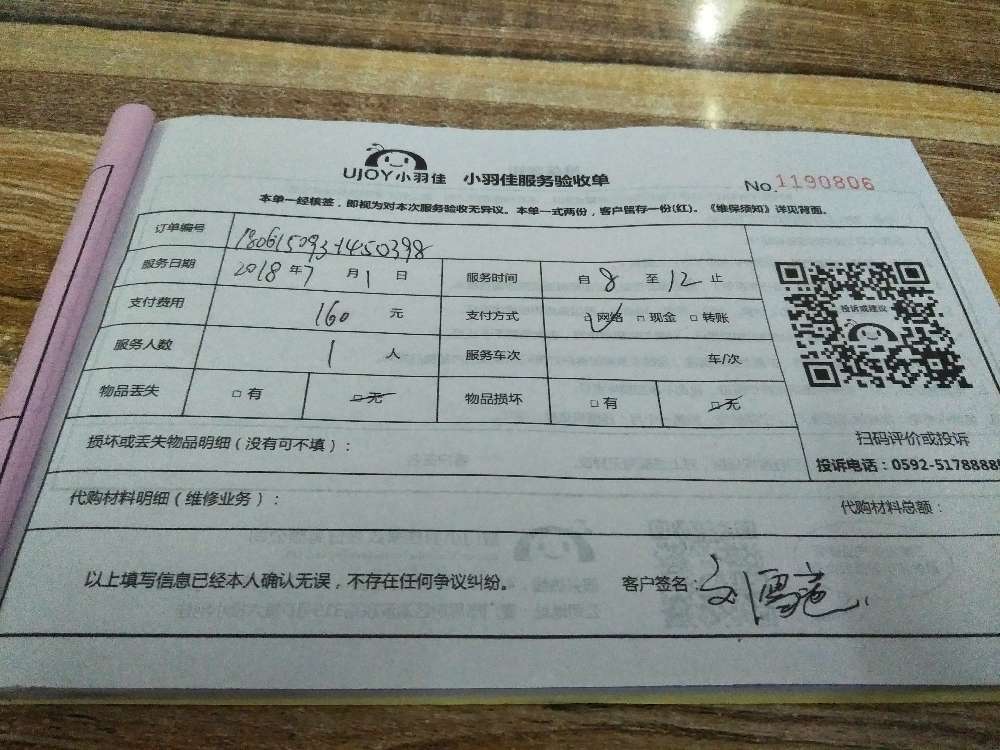 UJOY小羽佳 小羽佳服务验收单 No.1190806
本单一经核签，即视为对本次服务验收无异议。本单一式两份，客户留存一份(红)。《维保须知》详见背面。
订单编号 1806150931450398
服务日期 2018年7月1日 服务时间 自8至12止
支付费用 160元 支付方式 □网络 □现金 □转账
投诉或建议
服务人数 1人 服务车次 车/次
物品丢失 □有 □无 物品损坏 □有 □无
扫码评价或投诉
损坏或丢失物品明细（没有可不填）：
投诉电话：0592-5178888
代购材料明细（维修业务）： 代购材料总额：
以上填写信息已经本人确认无误，不存在任何争议纠纷。 客户签名：刘